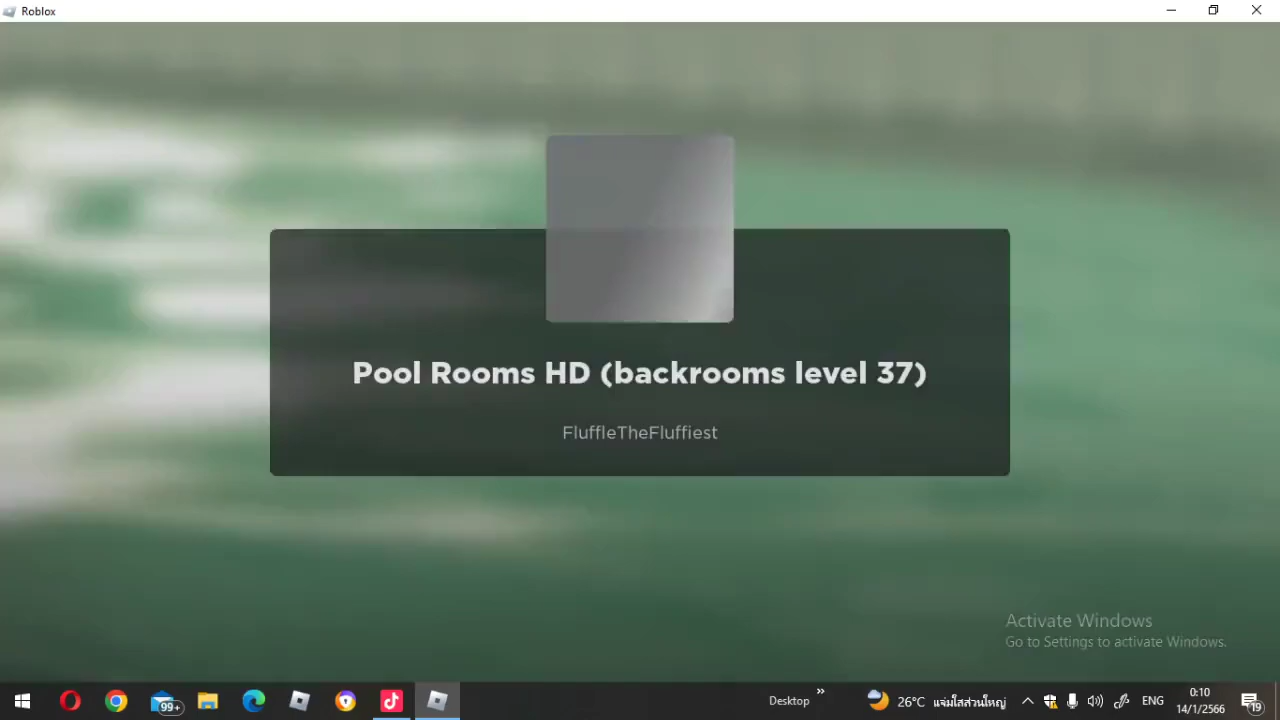 Roblox
Pool Rooms HD (backrooms level 37)
FluffleTheFluffiest
Activate Windows
Go to Settings to activate Windows.
99+
Desktop
26°C แจ่มใสส่วนใหญ่
ENG
0:10
14/1/2566
19